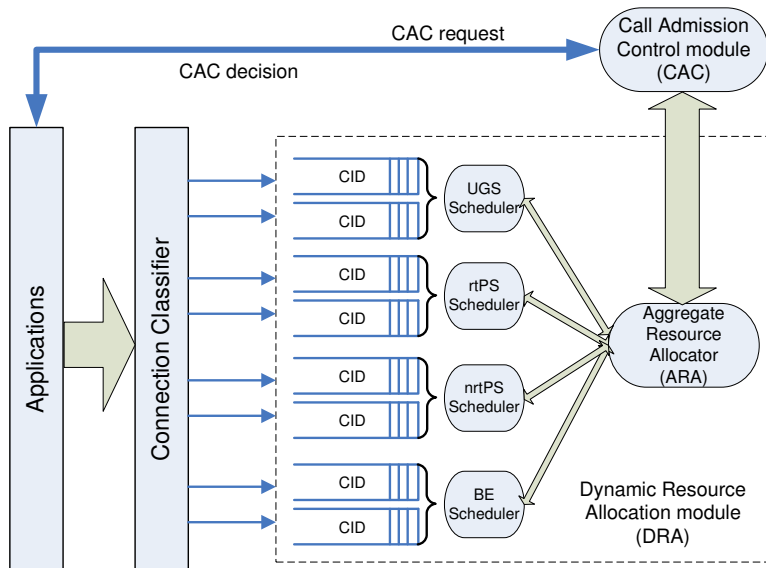 CAC request
CAC decision
Call Admission
Control module
(CAC)
Applications
Connection Classifier
CID
CID
UGS
Scheduler
CID
CID
rtPS
Scheduler
CID
CID
nrtPS
Scheduler
CID
CID
BE
Scheduler
Aggregate
Resource
Allocator
(ARA)
Dynamic Resource
Allocation module
(DRA)